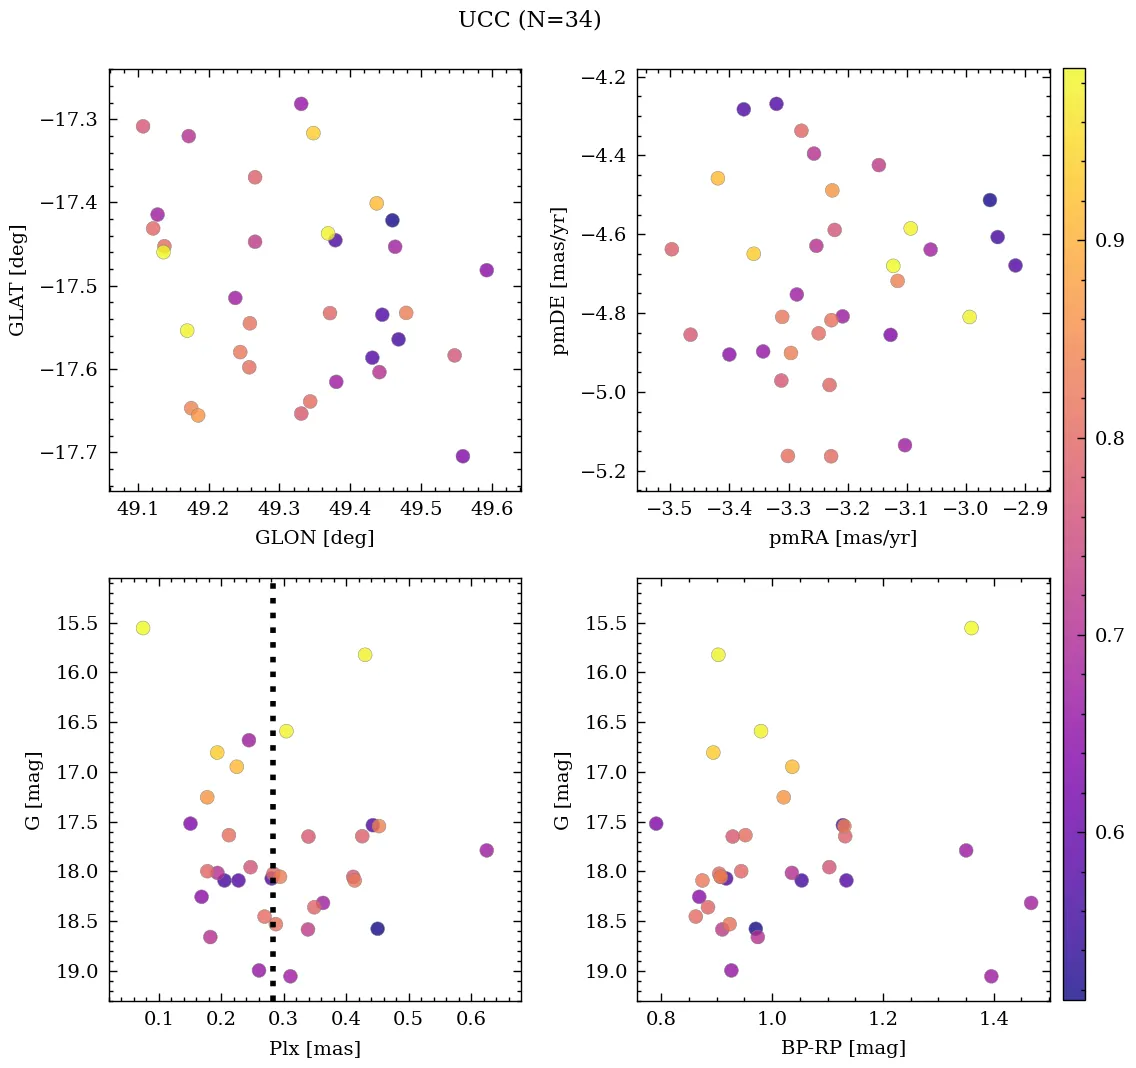 UCC (N=34)
−17.3
−17.4
−17.5
−17.6
−17.7
GLAT [deg]
49.1 49.2 49.3 49.4 49.5 49.6
GLON [deg]
−4.2
−4.4
−4.6
−4.8
−5.0
−5.2
pmDE [mas/yr]
−3.5 −3.4 −3.3 −3.2 −3.1 −3.0 −2.9
pmRA [mas/yr]
0.9
0.8
0.7
0.6
15.5
16.0
16.5
17.0
17.5
18.0
18.5
19.0
G [mag]
0.1 0.2 0.3 0.4 0.5 0.6
Plx [mas]
15.5
16.0
16.5
17.0
17.5
18.0
18.5
19.0
G [mag]
0.8 1.0 1.2 1.4
BP-RP [mag]